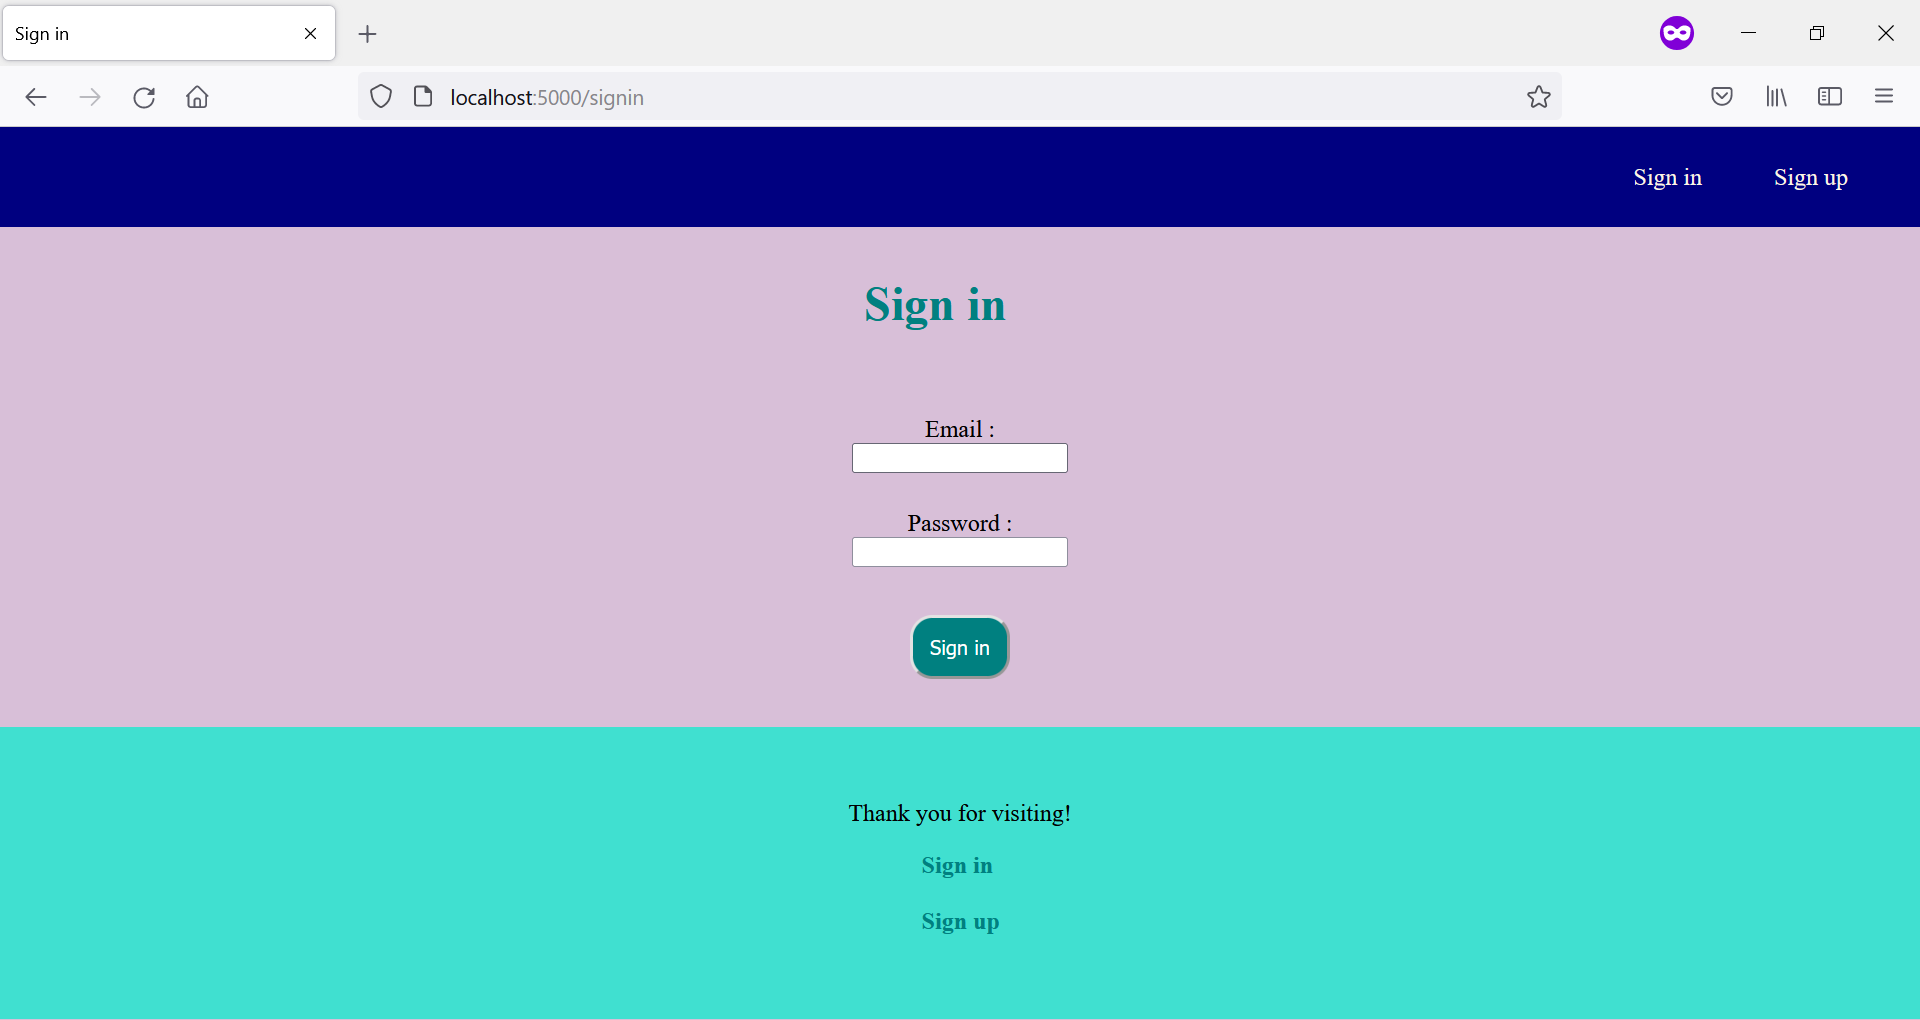 Sign in
localhost:5000/signin
Sign in Sign up
Sign in
Email :
Password :
Sign in
Thank you for visiting!
Sign in
Sign up